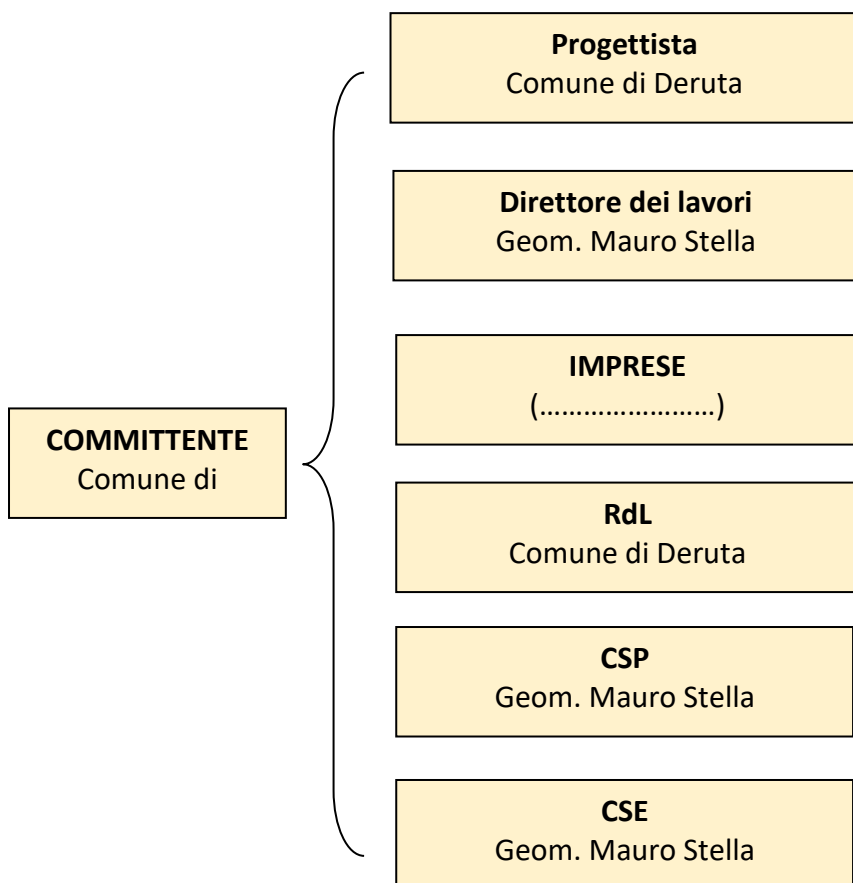 Progettista
Comune di Deruta
Direttore dei lavori
Geom. Mauro Stella
IMPRESE
(……………………)
COMMITTENTE
Comune di
RdL
Comune di Deruta
CSP
Geom. Mauro Stella
CSE
Geom. Mauro Stella